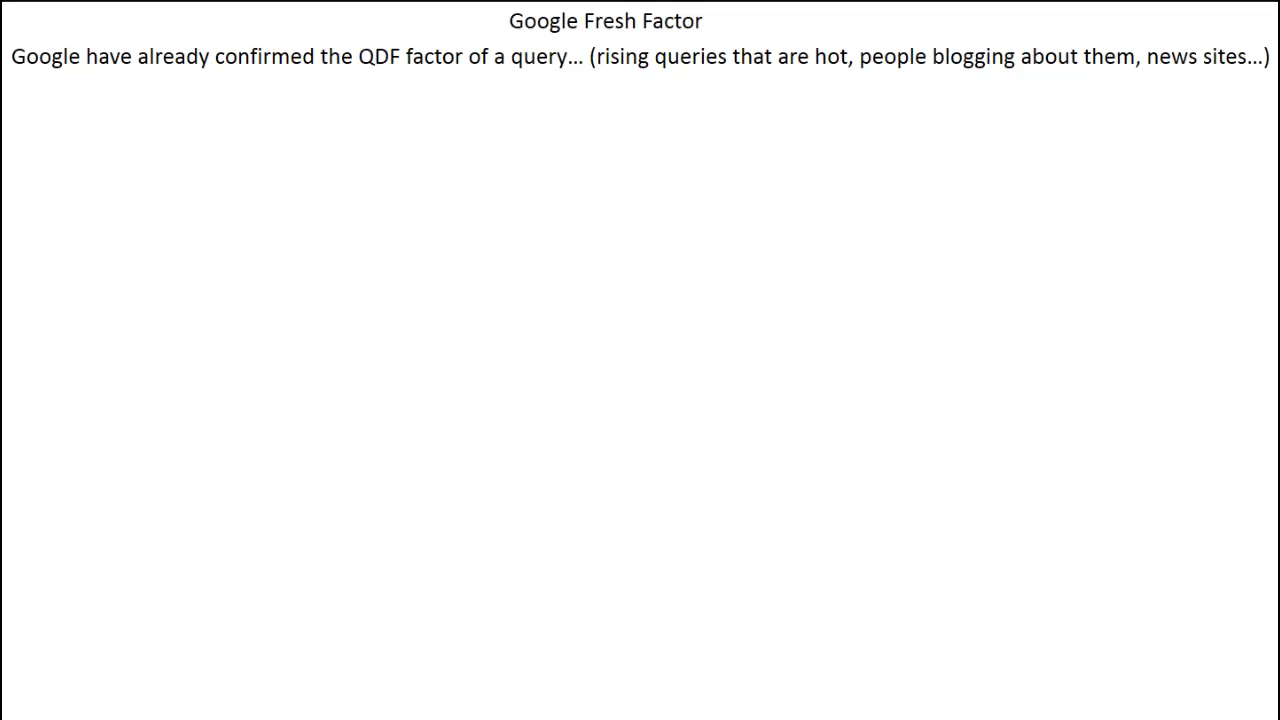 Google Fresh Factor
Google have already confirmed the QDF factor of a query... (rising queries that are hot, people blogging about them, news sites...)